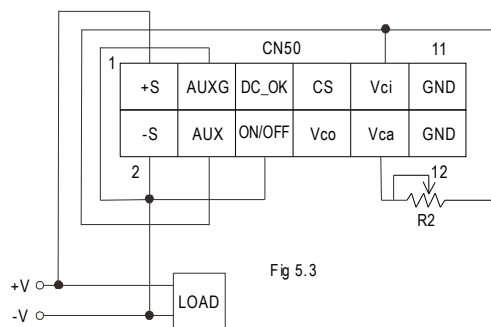 CN50
1 11
+S AUXG DC_OK CS Vci GND
-S AUX ON/OFF Vco Vca GND
2 12
R2
Fig 5.3
+V
LOAD
-V